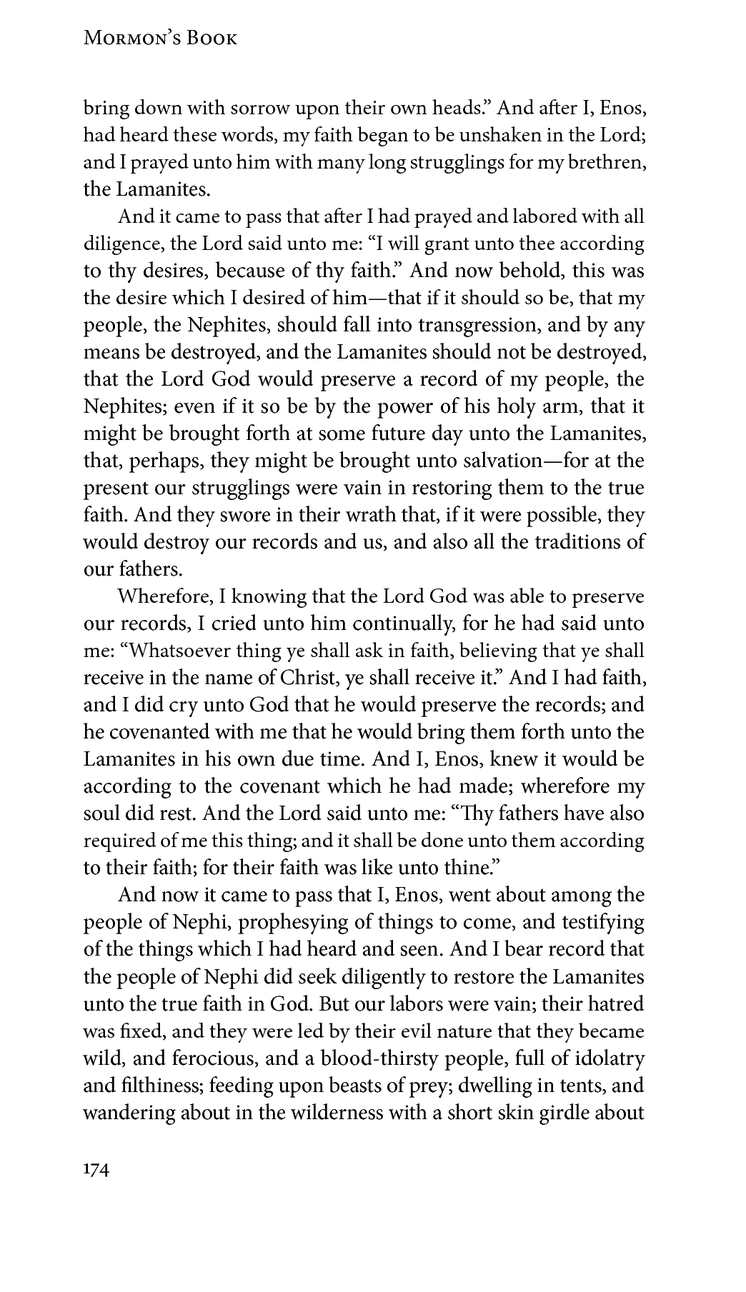 Mormon’s Book
bring down with sorrow upon their own heads.” And after I, Enos,
had heard these words, my faith began to be unshaken in the Lord;
and I prayed unto him with many long strugglings for my brethren,
the Lamanites.
And it came to pass that after I had prayed and labored with all
diligence, the Lord said unto me: “I will grant unto thee according
to thy desires, because of thy faith.” And now behold, this was
the desire which I desired of him—that if it should so be, that my
people, the Nephites, should fall into transgression, and by any
means be destroyed, and the Lamanites should not be destroyed,
that the Lord God would preserve a record of my people, the
Nephites; even if it so be by the power of his holy arm, that it
might be brought forth at some future day unto the Lamanites,
that, perhaps, they might be brought unto salvation—for at the
present our strugglings were vain in restoring them to the true
faith. And they swore in their wrath that, if it were possible, they
would destroy our records and us, and also all the traditions of
our fathers.
Wherefore, I knowing that the Lord God was able to preserve
our records, I cried unto him continually, for he had said unto
me: “Whatsoever thing ye shall ask in faith, believing that ye shall
receive in the name of Christ, ye shall receive it.” And I had faith,
and I did cry unto God that he would preserve the records; and
he covenanted with me that he would bring them forth unto the
Lamanites in his own due time. And I, Enos, knew it would be
according to the covenant which he had made; wherefore my
soul did rest. And the Lord said unto me: “Thy fathers have also
required of me this thing; and it shall be done unto them according
to their faith; for their faith was like unto thine.”
And now it came to pass that I, Enos, went about among the
people of Nephi, prophesying of things to come, and testifying
of the things which I had heard and seen. And I bear record that
the people of Nephi did seek diligently to restore the Lamanites
unto the true faith in God. But our labors were vain; their hatred
was fixed, and they were led by their evil nature that they became
wild, and ferocious, and a blood-thirsty people, full of idolatry
and filthiness; feeding upon beasts of prey; dwelling in tents, and
wandering about in the wilderness with a short skin girdle about
174